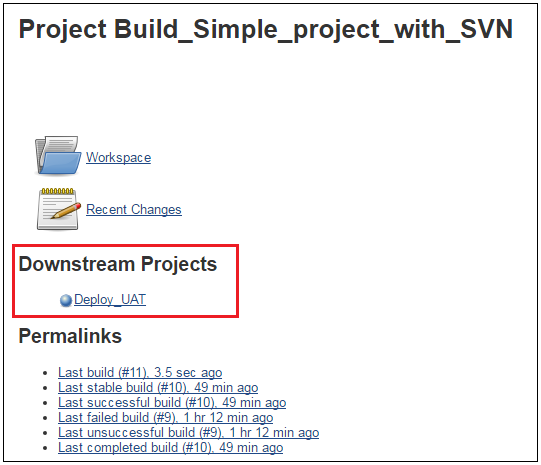 Project Build_Simple_project_with_SVN
Workspace
Recent Changes
Downstream Projects
Deploy_UAT
Permalinks
Last build (#11), 3.5 sec ago
Last stable build (#10), 49 min ago
Last successful build (#10), 49 min ago
Last failed build (#9), 1 hr 12 min ago
Last unsuccessful build (#9), 1 hr 12 min ago
Last completed build (#10), 49 min ago